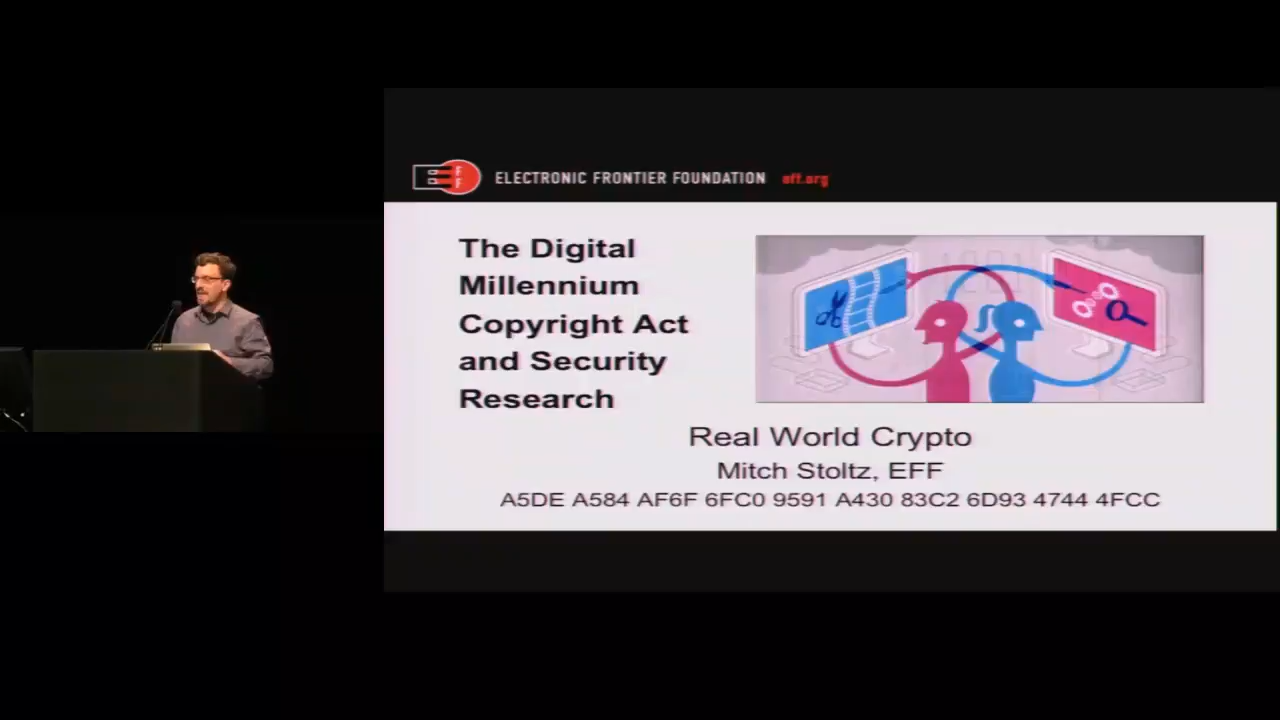 ELECTRONIC FRONTIER FOUNDATION eff.org
The Digital
Millennium
Copyright Act
and Security
Research
Real World Crypto
Mitch Stoltz, EFF
A5DE A584 AF6F 6FC0 9591 A430 83C2 6D93 4744 4FCC